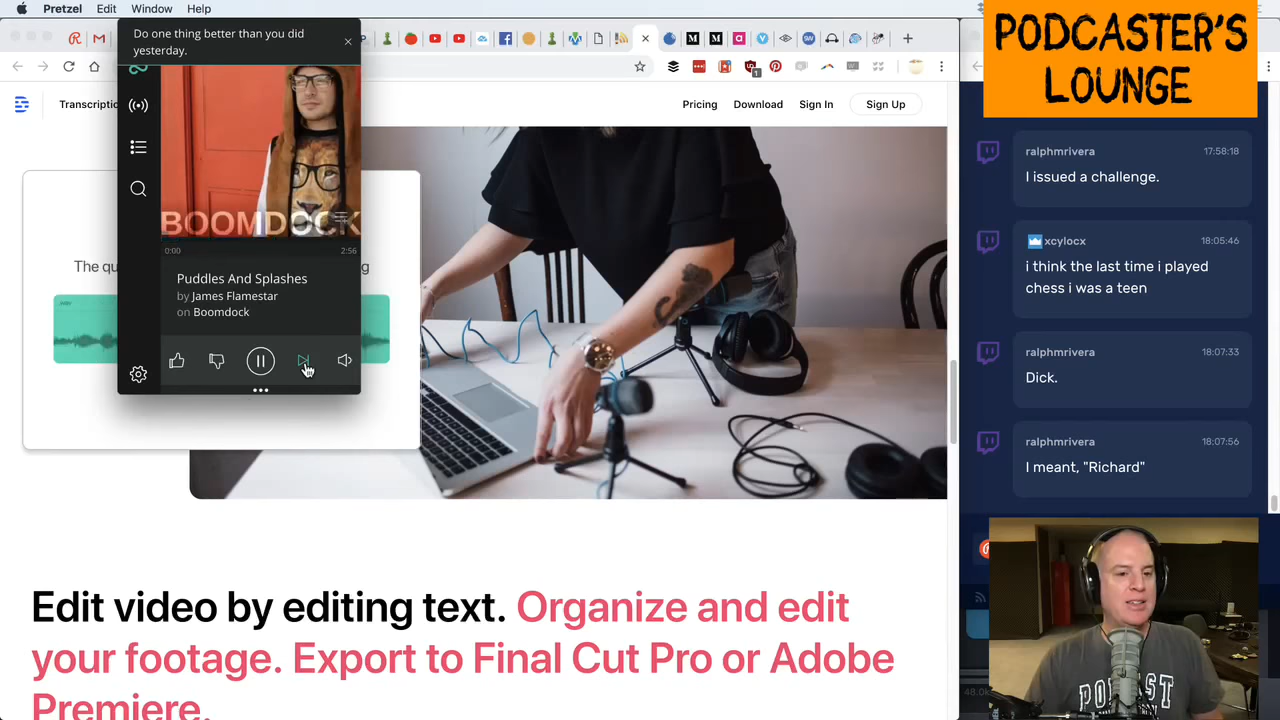 Pretzel Edit Window Help
Do one thing better than you did
yesterday.
BOOMDOCK
0:00 2:56
Puddles And Splashes
by James Flamestar
on Boomdock
Transcriptio
Pricing Download Sign In Sign Up
The qu
Edit video by editing text. Organize and edit
your footage. Export to Final Cut Pro or Adobe
Premiere.
PODCASTER'S
LOUNGE
ralphmrivera 17:58:18
I issued a challenge.
xcylocx 18:05:46
i think the last time i played
chess i was a teen
ralphmrivera 18:07:33
Dick.
ralphmrivera 18:07:56
I meant, "Richard"